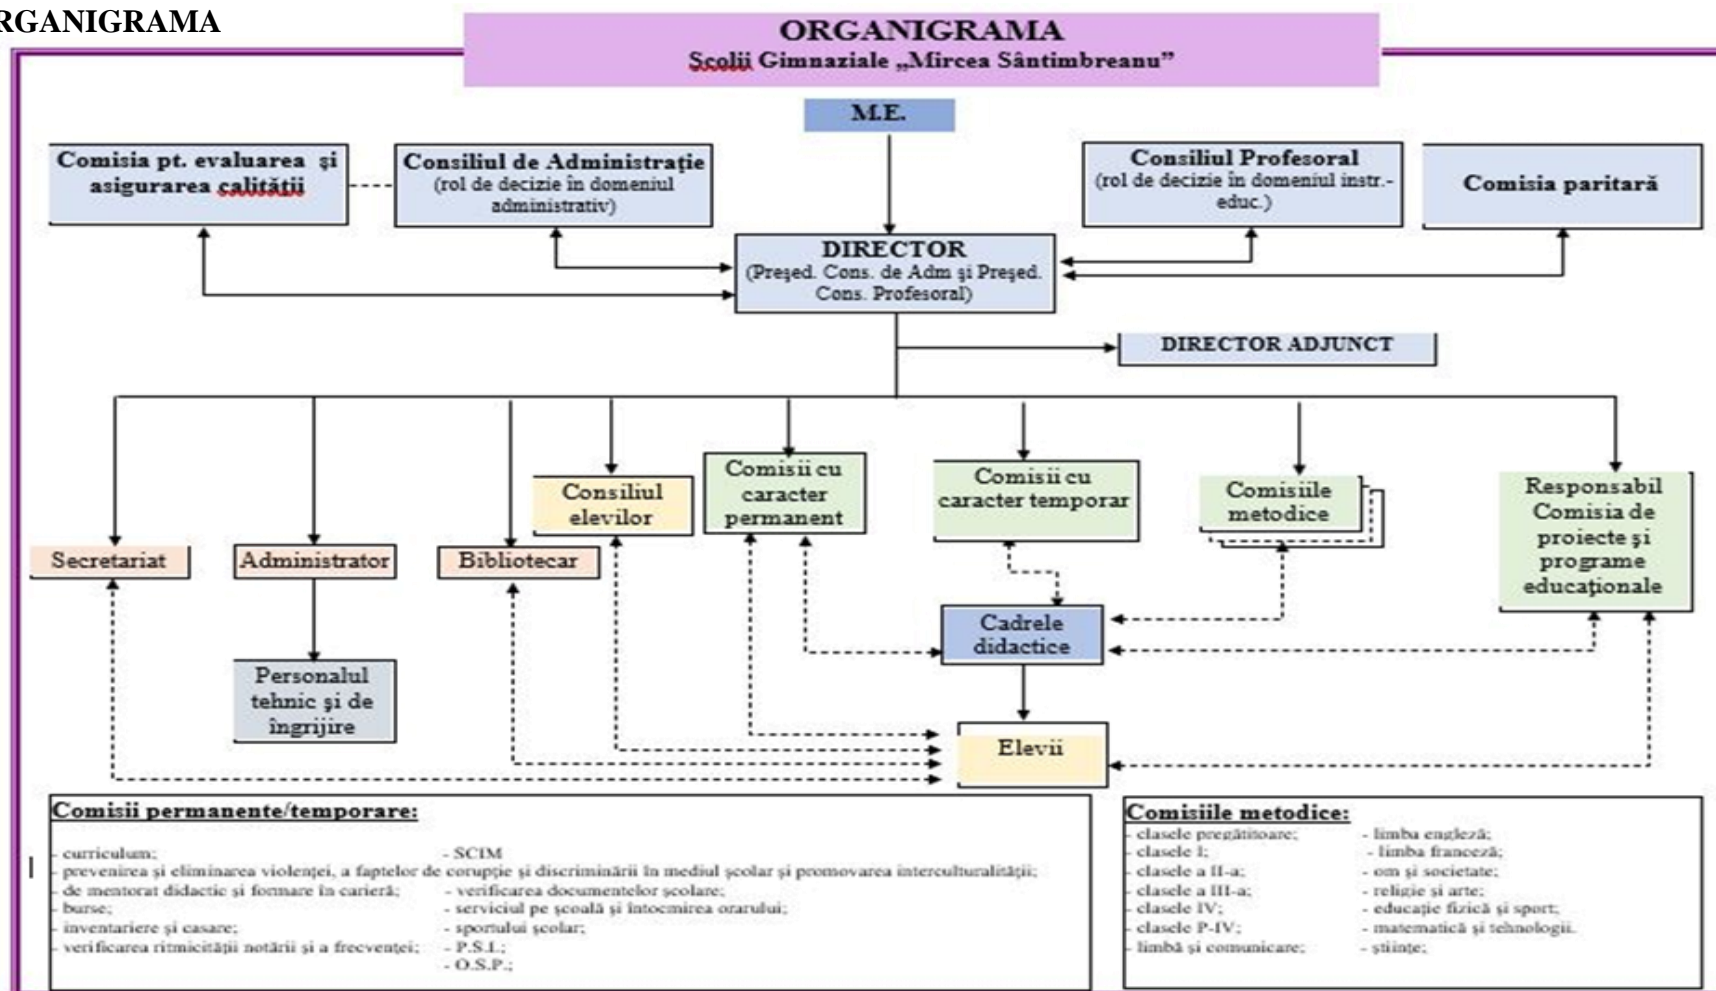 RGANIGRAMA
ORGANIGRAMA
Școlii Gimnaziale „Mircea Sântimbreanu”
M.E.
Comisia pt. evaluarea și
asigurarea calității
Consiliul de Administrație
(rol de decizie în domeniul
administrativ)
Consiliul Profesoral
(rol de decizie în domeniul instr.-
educ.)
Comisia paritară
DIRECTOR
(Preşed. Cons. de Adm şi Preşed.
Cons. Profesoral)
DIRECTOR ADJUNCT
Secretariat
Administrator
Bibliotecar
Consiliul
elevilor
Comisii cu
caracter
permanent
Comisii cu
caracter temporar
Comisiile
metodice
Responsabil
Comisia de
proiecte şi
programe
educaţionale
Personalul
tehnic şi de
îngrijire
Cadrele
didactice
Elevii
Comisii permanente/temporare:
- curriculum; - SCIM
- prevenirea și eliminarea violenței, a faptelor de corupție și discriminării în mediul școlar și promovarea interculturalității;
- de mentorat didactic și formare în carieră; - verificarea documentelor școlare;
- burse; - serviciul pe școală și întocmirea orarului;
- inventariere și casare; - sportului școlar;
- verificarea ritmicității notării și a frecvenței; - P.S.I.;
- O.S.P.;
Comisiile metodice:
- clasele pregătitoare; - limba engleză;
- clasele I; - limba franceză;
- clasele a II-a; - om și societate;
- clasele a III-a; - religie și arte;
- clasele IV; - educație fizică și sport;
- clasele P-IV; - matematică și tehnologii.
- limbă și comunicare; - științe;